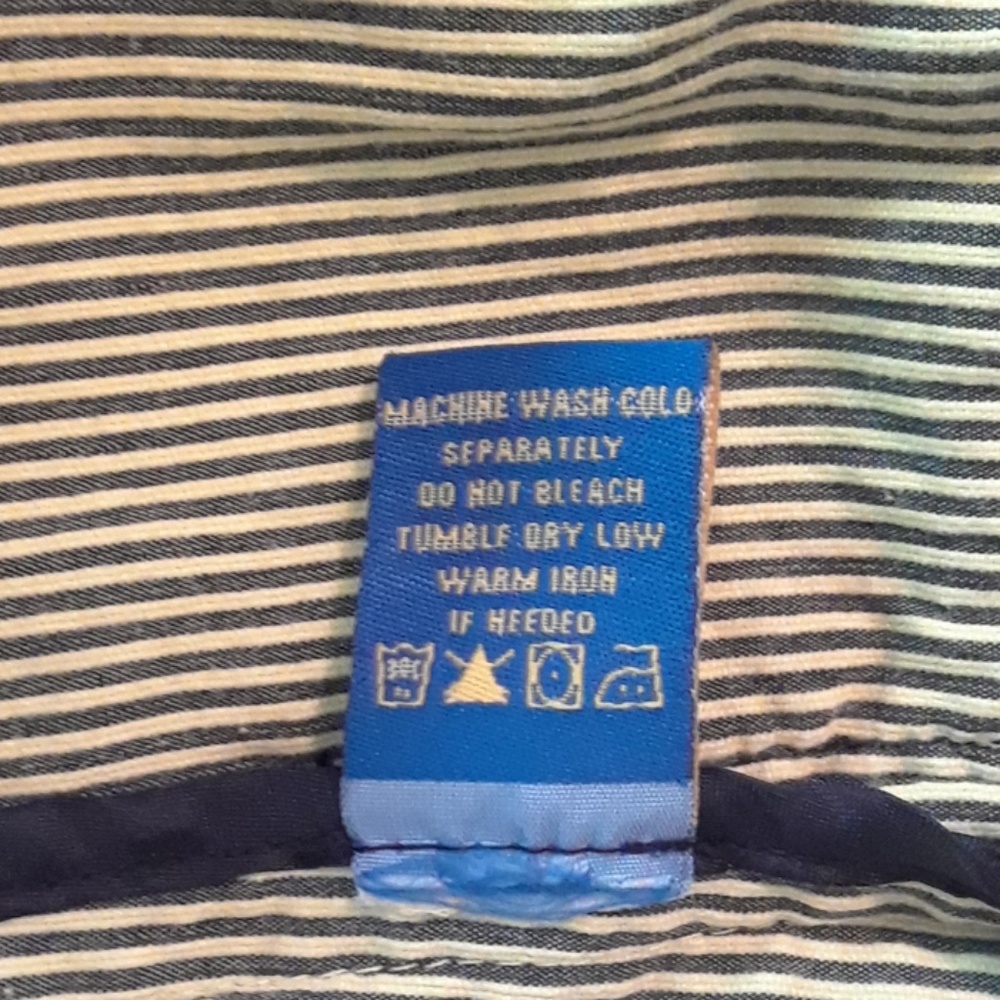 MACHINE WASH COLD
SEPARATELY
DO NOT BLEACH
TUMBLE DRY LOW
WARM IRON
IF NEEDED